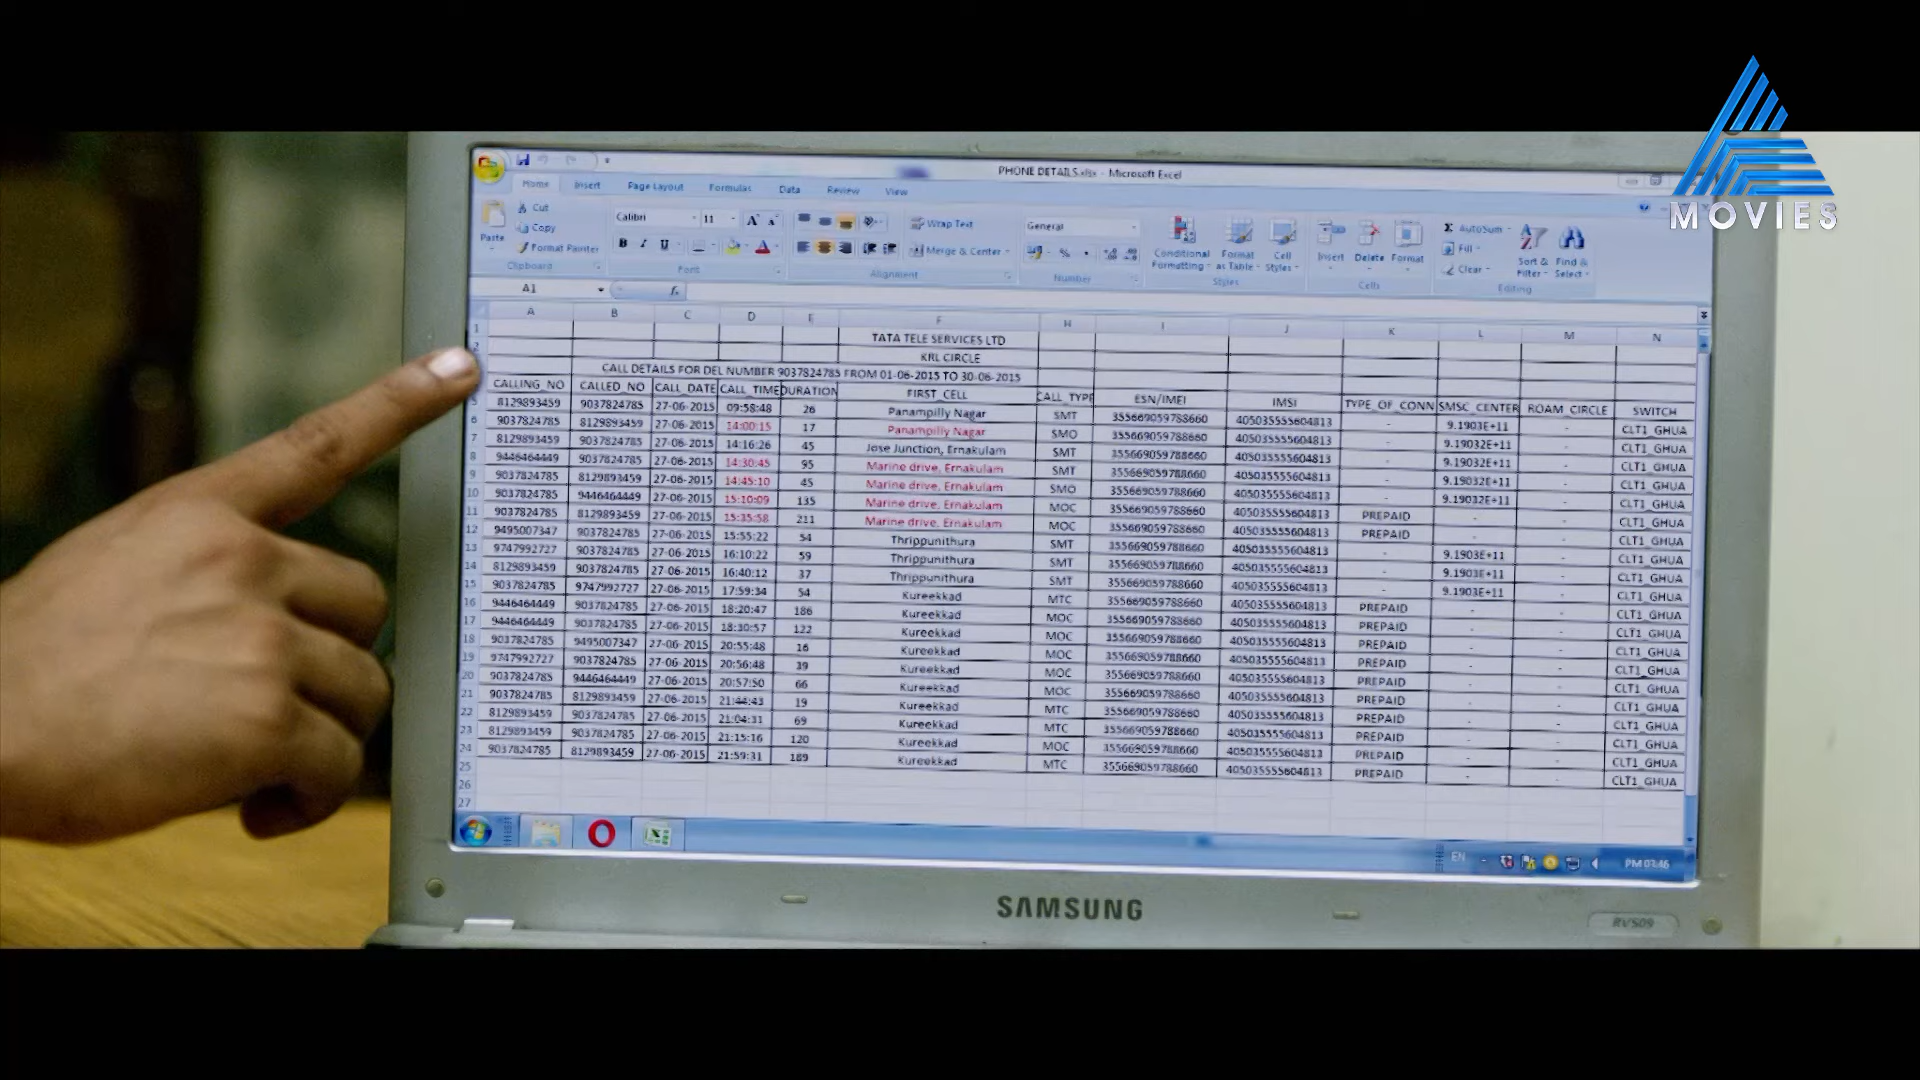 MOVIES
PHONE DETAILS.xlsx - Microsoft Excel
Home Insert Page Layout Formulas Data Review View
Cut
Copy
Format Painter
Paste
Clipboard
Calibri 11
B I U
Font
Wrap Text
Merge & Center
Alignment
General
%
Number
Conditional Formatting
Format as Table
Cell Styles
Styles
Insert Delete Format
Cells
AutoSum
Fill
Clear
Sort & Filter
Find & Select
Editing
A1 fx
A B C D E F H I J K L M N
TATA TELE SERVICES LTD
KRL CIRCLE
CALL DETAILS FOR DEL NUMBER 9037824785 FROM 01-06-2015 TO 30-06-2015
CALLING_NO CALLED_NO CALL_DATE CALL_TIME DURATION FIRST_CELL CALL_TYPE ESN/IMEI IMSI TYPE_OF_CONN SMSC_CENTER ROAM_CIRCLE SWITCH
8129893459 9037824785 27-06-2015 09:58:48 26 Panampilly Nagar SMT 355669059788660 405035555604813 - 9.1903E+11 - CLT1_GHUA
9037824785 8129893459 27-06-2015 14:00:15 17 Panampilly Nagar SMO 355669059788660 405035555604813 - 9.19032E+11 - CLT1_GHUA
8129893459 9037824785 27-06-2015 14:16:26 45 Jose Junction, Ernakulam SMT 355669059788660 405035555604813 - 9.19032E+11 - CLT1_GHUA
9446464449 9037824785 27-06-2015 14:30:45 95 Marine drive, Ernakulam SMT 355669059788660 405035555604813 - 9.19032E+11 - CLT1_GHUA
9037824785 8129893459 27-06-2015 14:45:10 45 Marine drive, Ernakulam SMO 355669059788660 405035555604813 - 9.19032E+11 - CLT1_GHUA
9037824785 9446464449 27-06-2015 15:10:09 135 Marine drive, Ernakulam MOC 355669059788660 405035555604813 PREPAID - - CLT1_GHUA
9037824785 8129893459 27-06-2015 15:35:58 211 Marine drive, Ernakulam MOC 355669059788660 405035555604813 PREPAID - - CLT1_GHUA
9495007347 9037824785 27-06-2015 15:55:22 54 Thrippunithura SMT 355669059788660 405035555604813 - 9.1903E+11 - CLT1_GHUA
9747992727 9037824785 27-06-2015 16:10:22 59 Thrippunithura SMT 355669059788660 405035555604813 - 9.1903E+11 - CLT1_GHUA
8129893459 9037824785 27-06-2015 16:40:12 37 Thrippunithura SMT 355669059788660 405035555604813 - 9.1903E+11 - CLT1_GHUA
9037824785 9747992727 27-06-2015 17:59:34 54 Kureekkad MTC 355669059788660 405035555604813 PREPAID - - CLT1_GHUA
9446464449 9037824785 27-06-2015 18:20:47 186 Kureekkad MOC 355669059788660 405035555604813 PREPAID - - CLT1_GHUA
9446464449 9037824785 27-06-2015 18:30:57 122 Kureekkad MOC 355669059788660 405035555604813 PREPAID - - CLT1_GHUA
9037824785 9495007347 27-06-2015 20:55:48 16 Kureekkad MOC 355669059788660 405035555604813 PREPAID - - CLT1_GHUA
9747992727 9037824785 27-06-2015 20:56:48 39 Kureekkad MOC 355669059788660 405035555604813 PREPAID - - CLT1_GHUA
9037824785 9446464449 27-06-2015 20:57:50 66 Kureekkad MOC 355669059788660 405035555604813 PREPAID - - CLT1_GHUA
9037824785 8129893459 27-06-2015 21:44:43 19 Kureekkad MTC 355669059788660 405035555604813 PREPAID - - CLT1_GHUA
8129893459 9037824785 27-06-2015 21:04:31 69 Kureekkad MTC 355669059788660 405035555604813 PREPAID - - CLT1_GHUA
8129893459 9037824785 27-06-2015 21:15:16 120 Kureekkad MOC 355669059788660 405035555604813 PREPAID - - CLT1_GHUA
9037824785 8129893459 27-06-2015 21:59:31 189 Kureekkad MTC 355669059788660 405035555604813 PREPAID - - CLT1_GHUA
EN PM 03:46
SAMSUNG
RV509